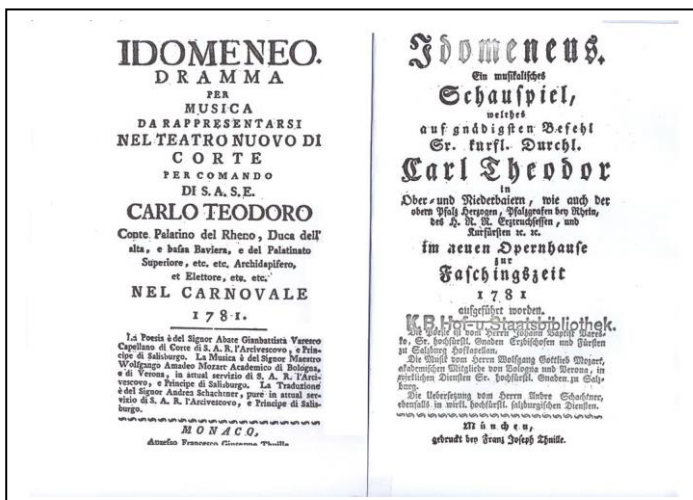 IDOMENEO.
DRAMMA
PER
MUSICA
DA RAPPRESENTARSI
NEL TEATRO NUOVO DI
CORTE
PER COMANDO
DI S. A. S. E.
CARLO TEODORO
Conte Palatino del Rheno, Duca dell'
alta, e bassa Baviera, e del Palatinato
Superiore, etc. etc. Archidapifero,
et Elettore, etc. etc.
NEL CARNOVALE
1781.
La Poesia è del Signor Abate Gianbattista Varesco
Capellano di Corte di S. A. R. l'Arcivescovo, e Prin-
cipe di Salisburgo. La Musica è del Signor Maestro
Wolfgango Amadeo Mozart Academico di Bologna,
e di Verona, in attual servizio di S. A. R. l'Arci-
vescovo, e Principe di Salisburgo. La Traduzione
è del Signor Andrea Schachtner, pure in attual ser-
vizio di S. A. R. l'Arcivescovo, e Principe di Salis-
burgo.
MONACO,
Apresso Francesco Giuseppe Thuille.
Idomeneus.
Ein musikalisches
Schauspiel,
welches
auf gnädigsten Befehl
Sr. kurfl. Durchl.
Carl Theodor
in
Ober- und Niederbaiern, wie auch der
obern Pfalz Herzogen, Pfalzgrafen bey Rhein,
des H. R. R. Erztruchsessen, und
Kurfürsten ꝛc. ꝛc.
im neuen Opernhause
zur
Faschingszeit
1781
aufgeführt worden.
K.B.Hof-u.Staatsbibliothek.
Die Poesie ist vom Herrn Johann Baptist Vares-
ko, Sr. hochfürstl. Gnaden Erzbischofen und Fürsten
zu Salzburg Hofkaplan.
Die Musik vom Herrn Wolfgang Gottlieb Mozart,
akademischen Mitgliede von Bologna und Verona, in
wirklichen Diensten Sr. hochfürstl. Gnaden zu Salz-
burg.
Die Uebersetzung vom Herrn Andre Schachtner,
ebenfalls in wirkl. hochfürstl. salzburgischen Diensten.
München,
gedruckt bey Franz Joseph Thuille.